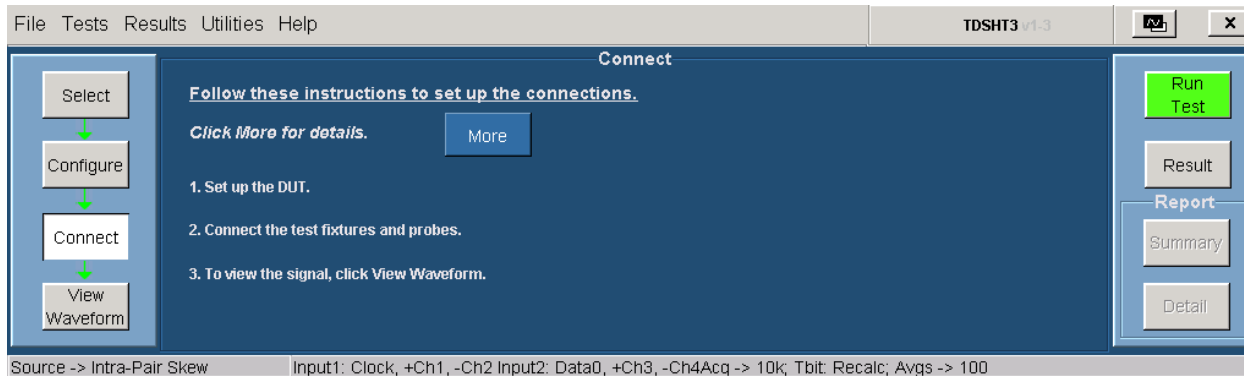 File Tests Results Utilities Help
TDSHT3 v1.3
x
Connect
Select
Configure
Connect
View
Waveform
Follow these instructions to set up the connections.
Click More for details.
More
1. Set up the DUT.
2. Connect the test fixtures and probes.
3. To view the signal, click View Waveform.
Run
Test
Result
Report
Summary
Detail
Source -> Intra-Pair Skew
Input1: Clock, +Ch1, -Ch2 Input2: Data0, +Ch3, -Ch4Acq -> 10k; Tbit: Recalc; Avgs -> 100